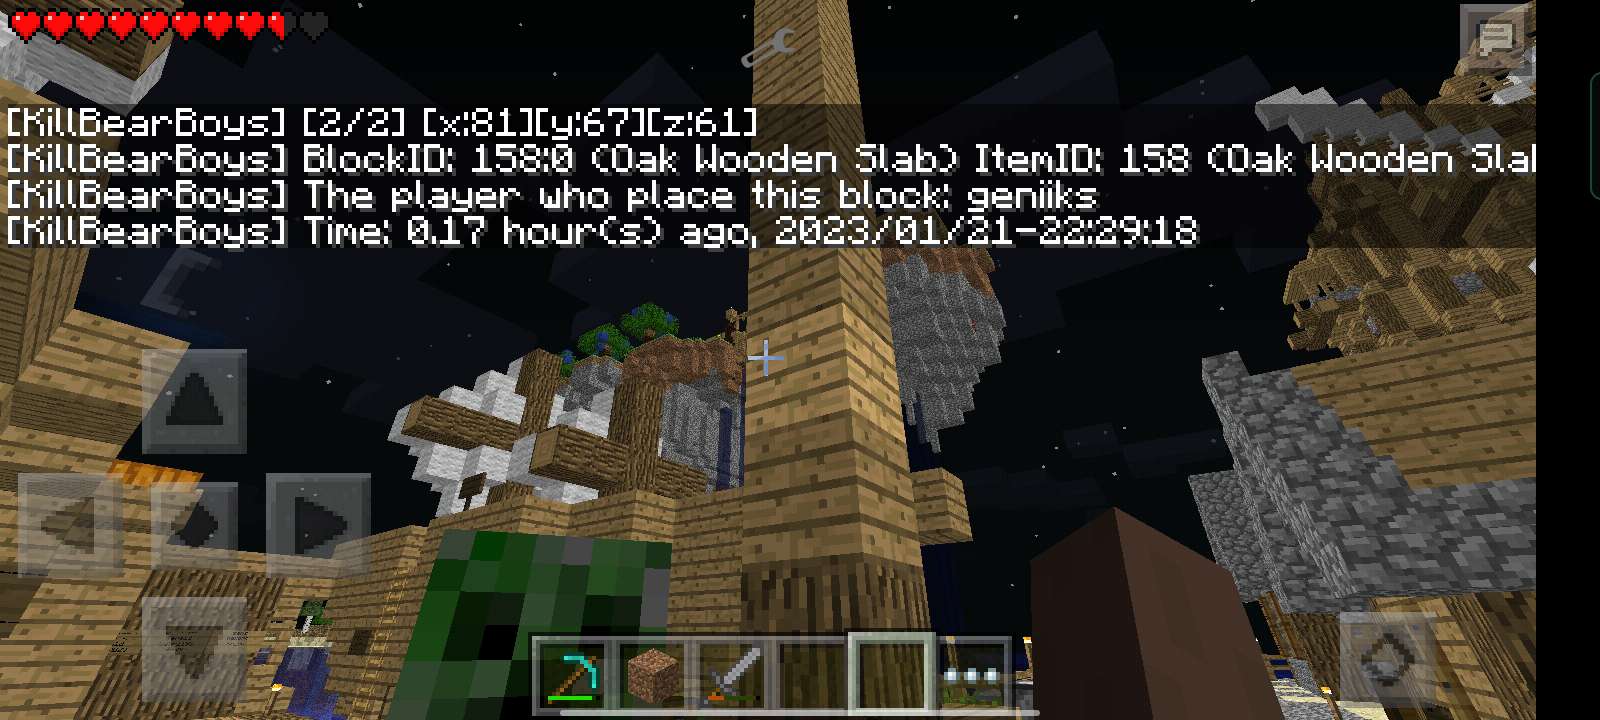 [KillBearBoys] [2/2] [x:81][y:67][z:61]
[KillBearBoys] BlockID: 158:0 (Oak Wooden Slab) ItemID: 158 (Oak Wooden Slab
[KillBearBoys] The player who place this block: geniiks
[KillBearBoys] Time: 0.17 hour(s) ago, 2023/01/21-22:29:18